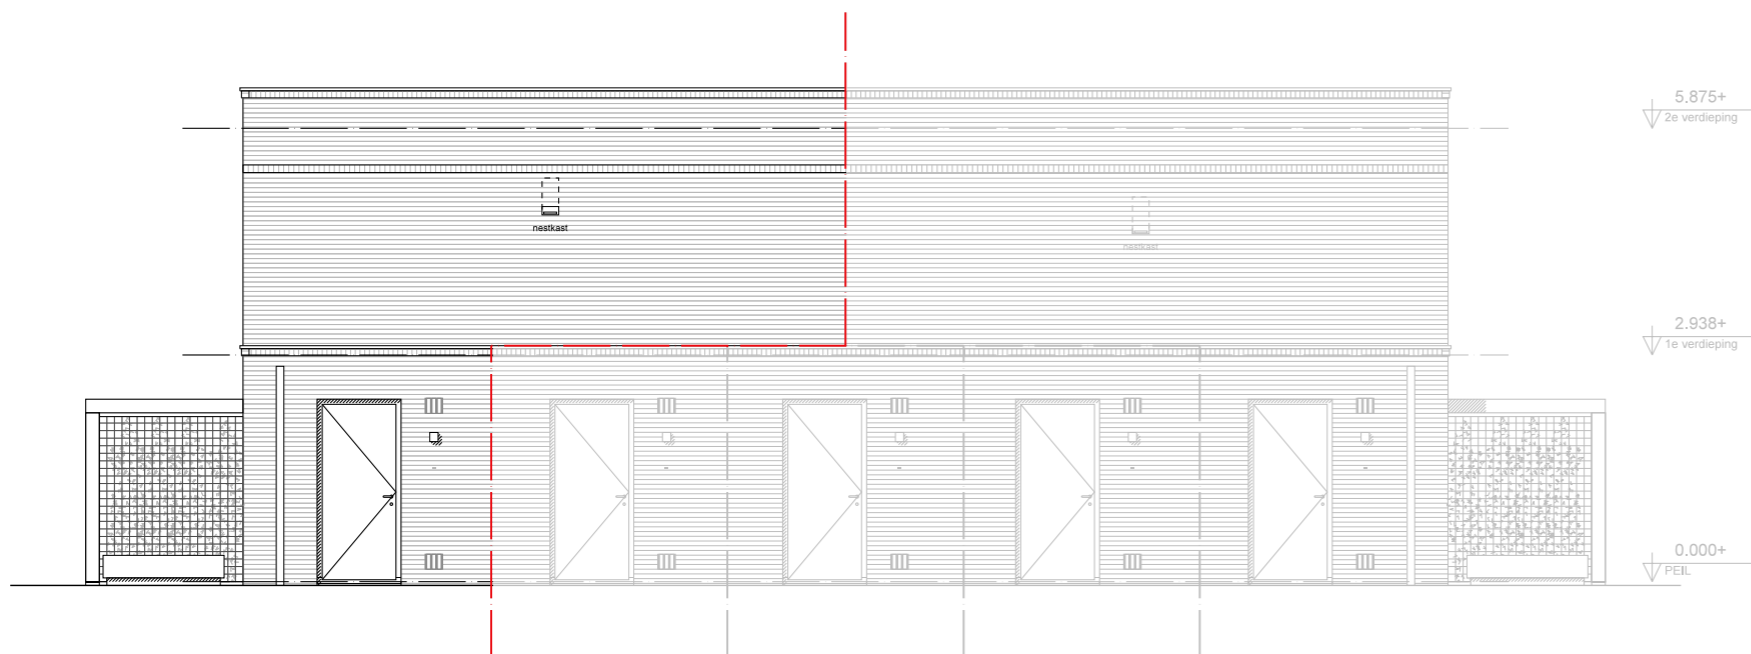 5.875+
2e verdieping
nestkast
nestkast
2.938+
1e verdieping
0.000+
PEIL